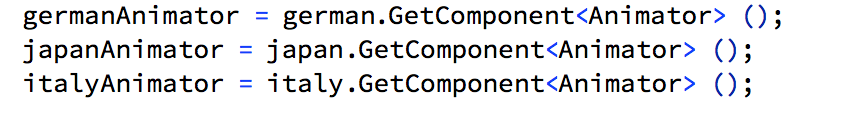 germanAnimator = german.GetComponent<Animator> ();
japanAnimator = japan.GetComponent<Animator> ();
italyAnimator = italy.GetComponent<Animator> ();